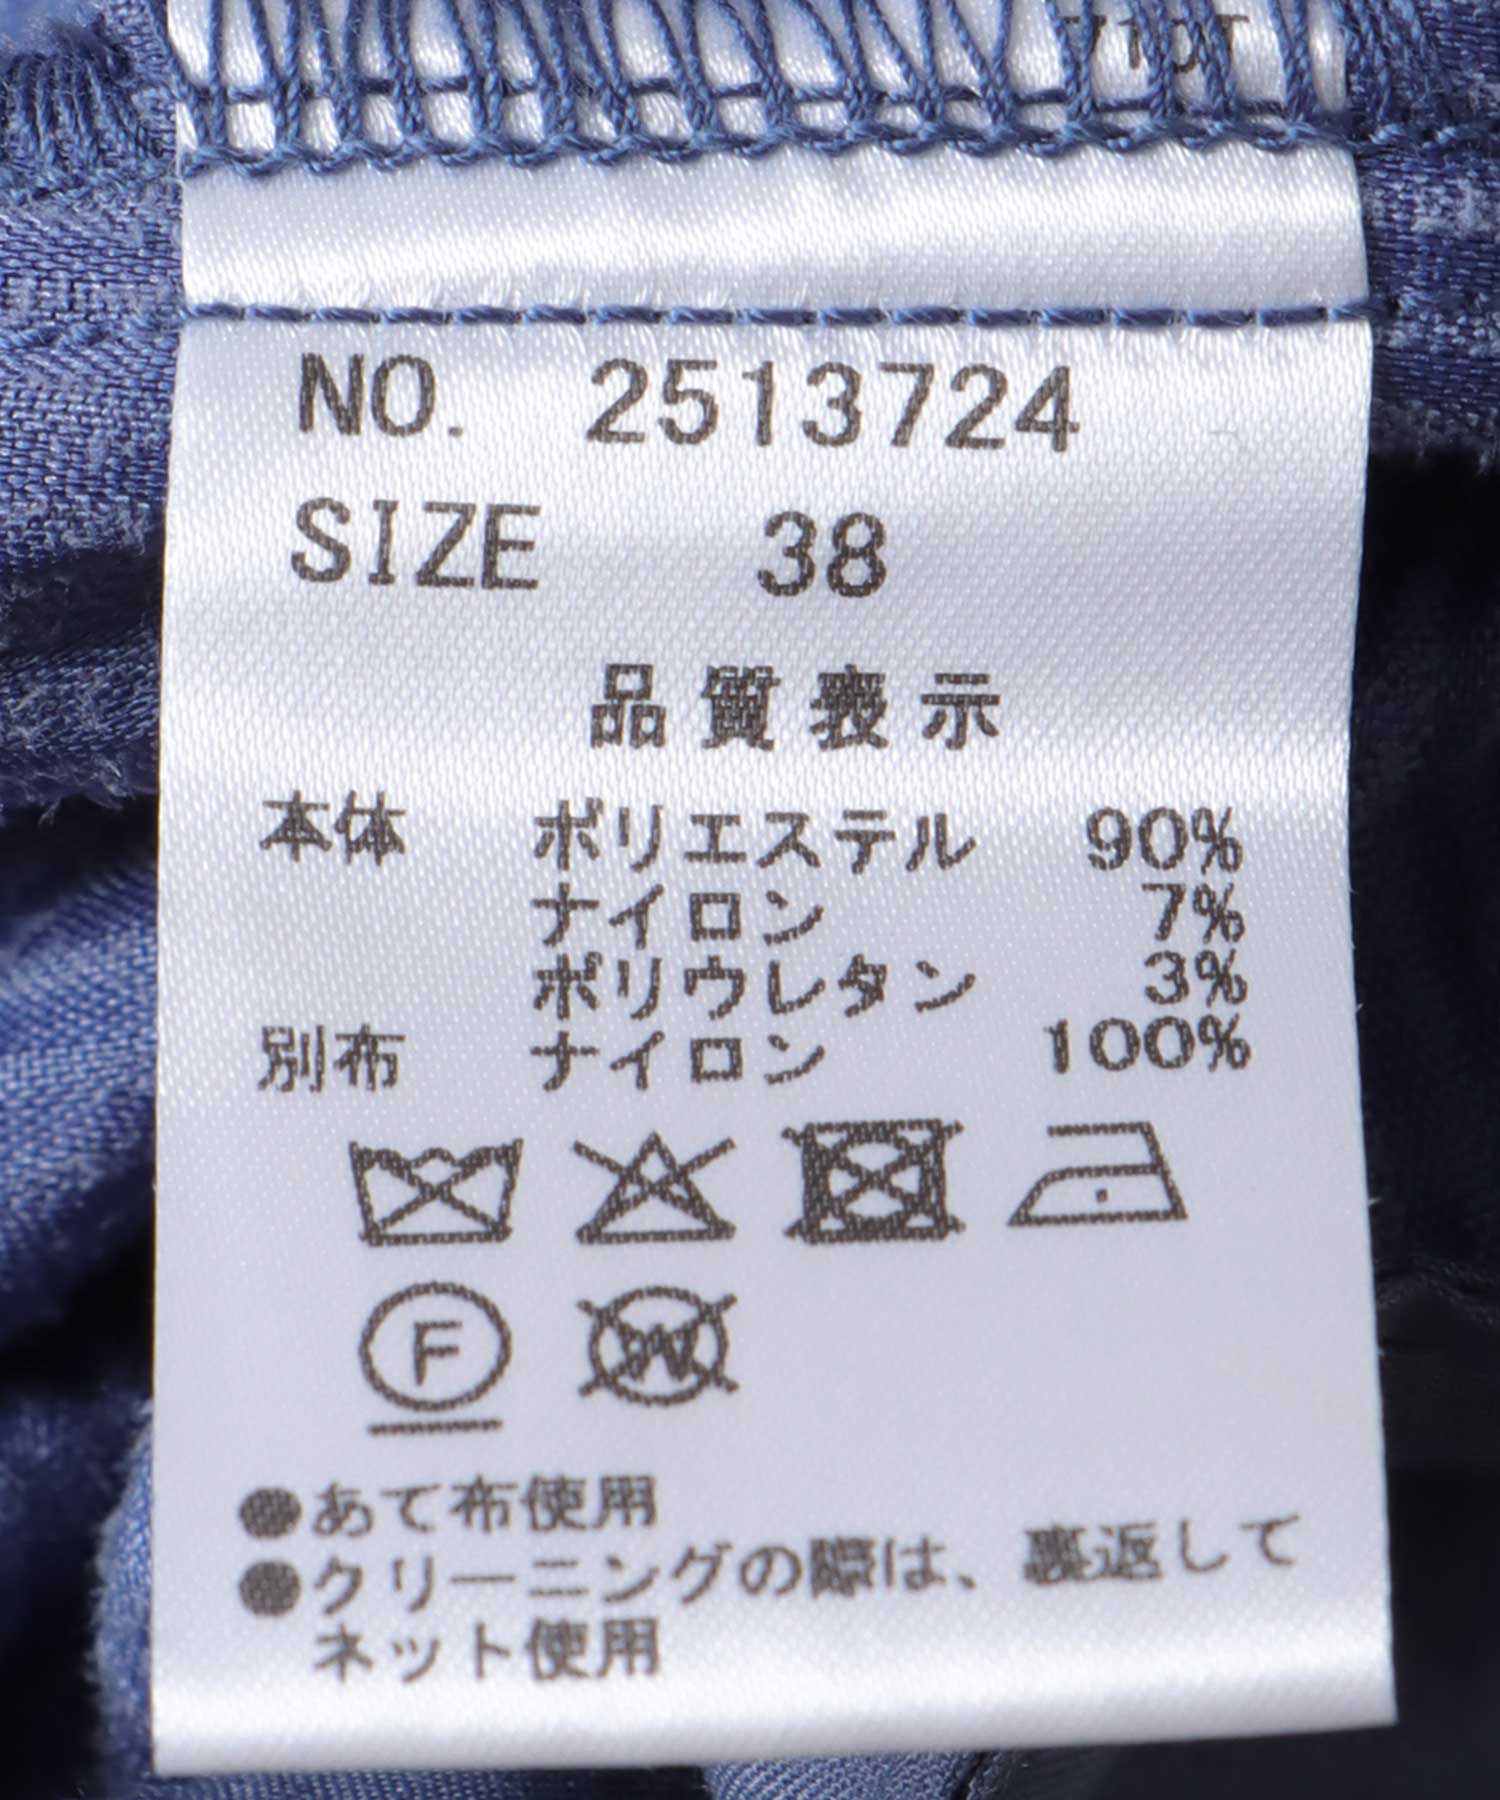 NO. 2513724
SIZE 38
品質表示
本体 ポリエステル 90%
ナイロン 7%
ポリウレタン 3%
別布 ナイロン 100%
F W
●あて布使用
●クリーニングの際は、裏返して
ネット使用